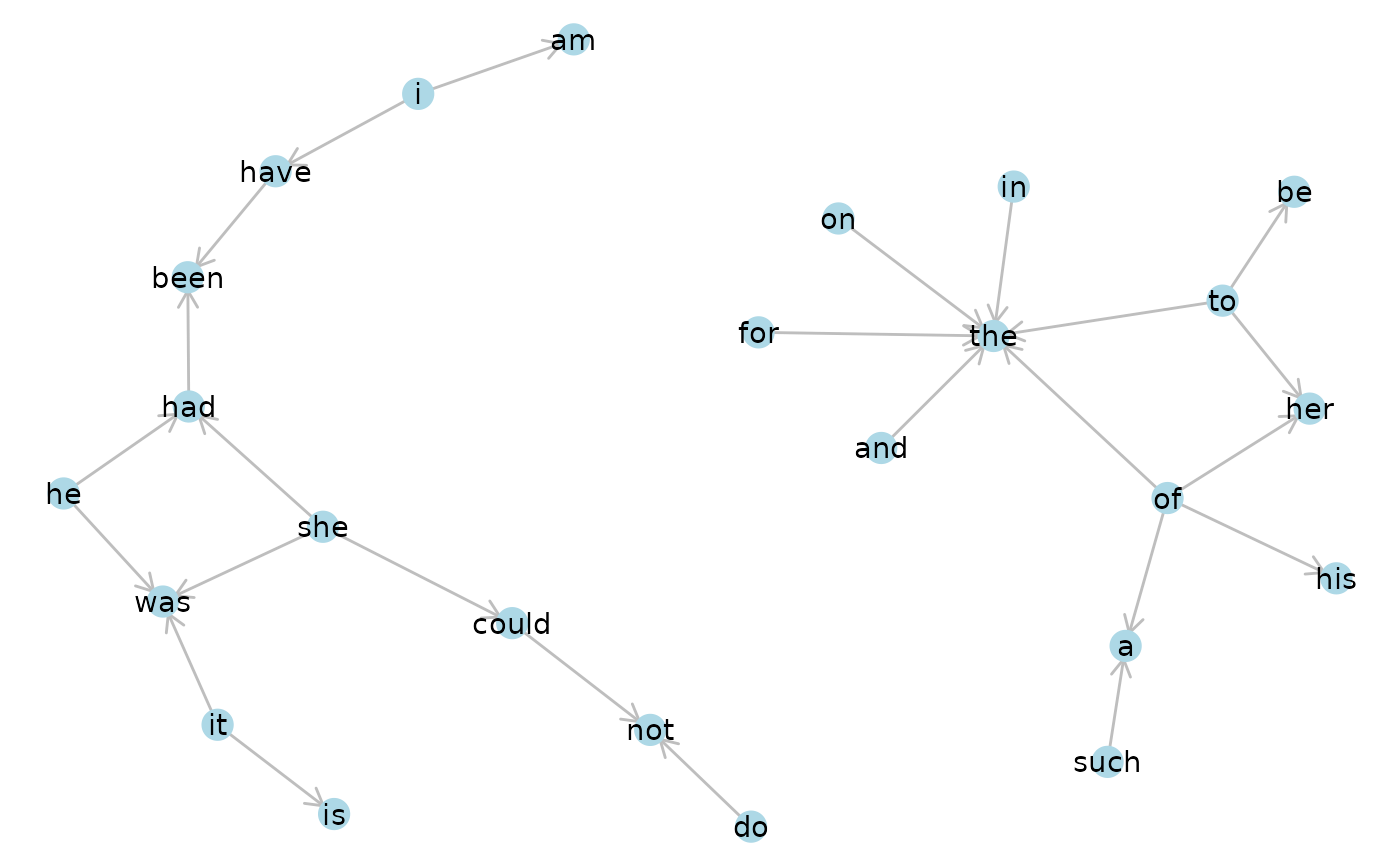 am
i
have
in
be
on
been
to
for
the
had
her
and
he
of
she
his
was
could
a
it
not
such
is
do